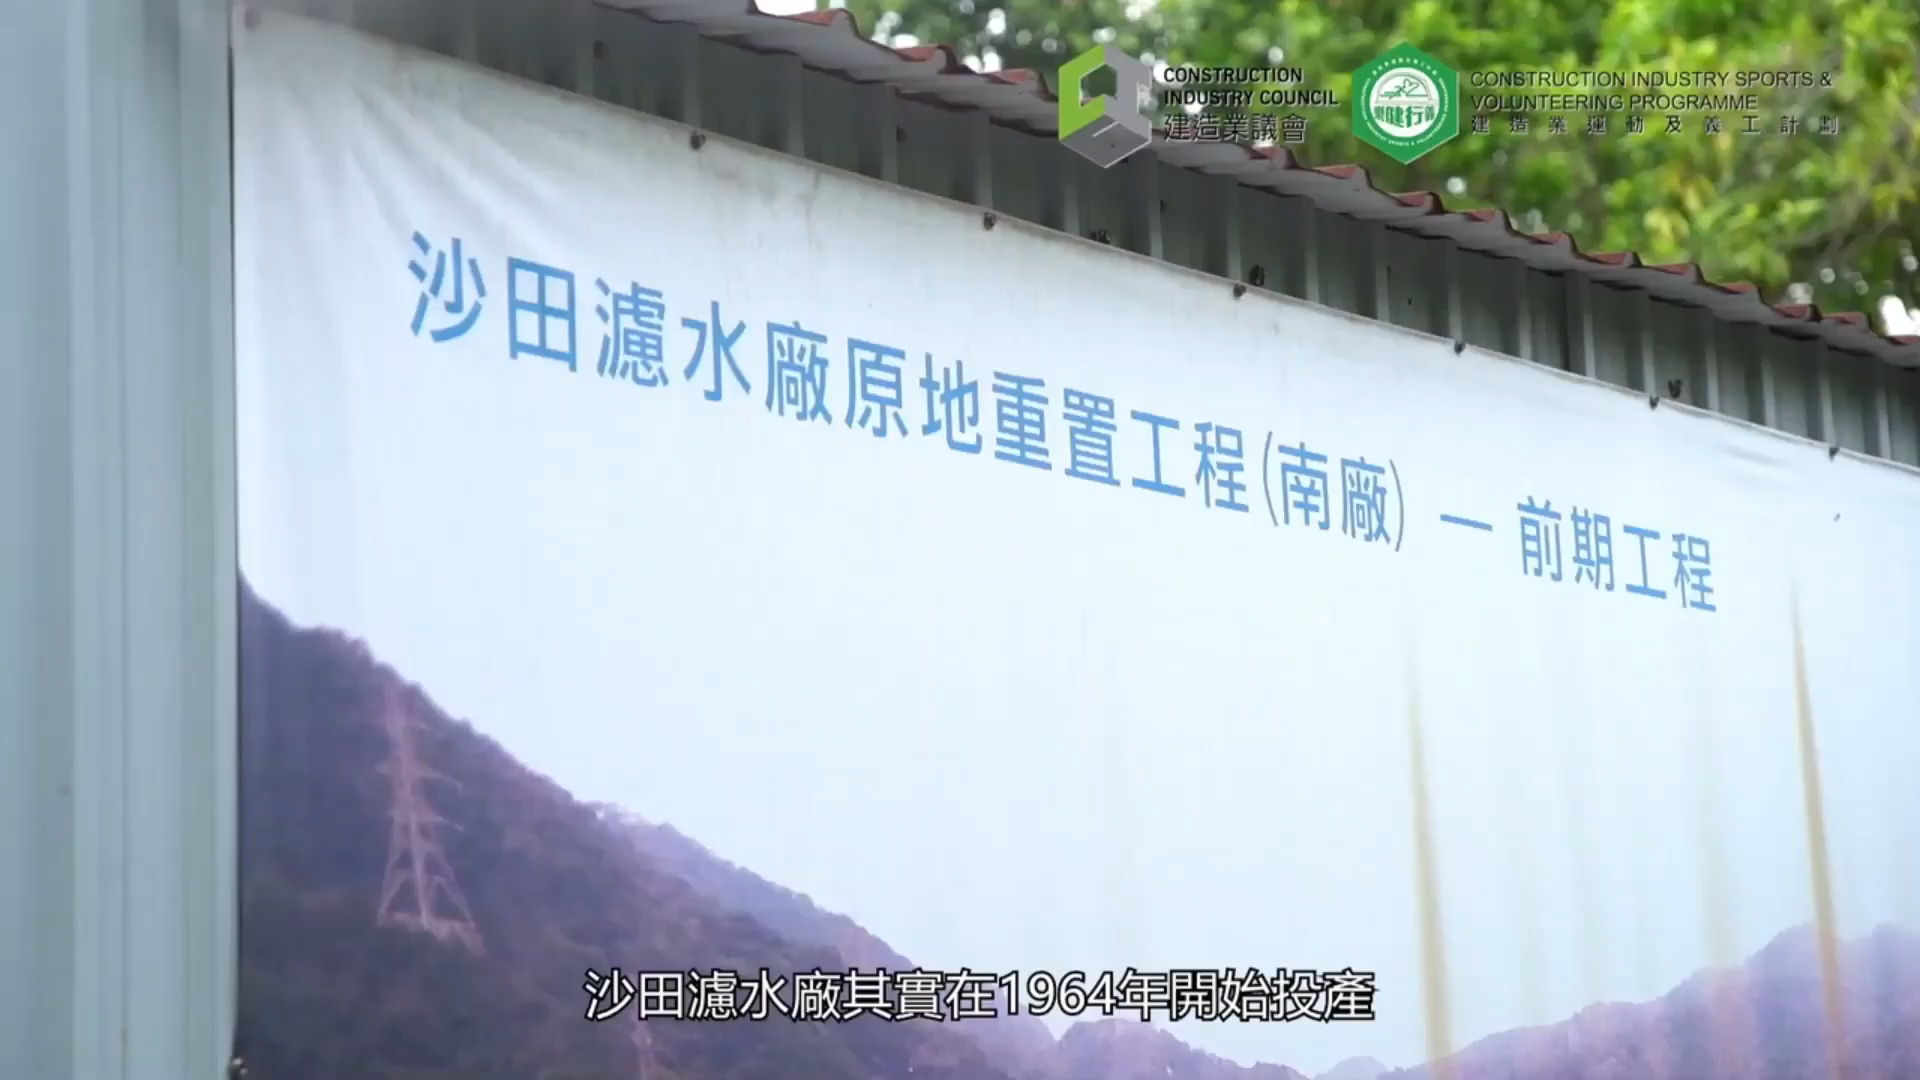 CONSTRUCTION
INDUSTRY COUNCIL
建造業議會
健行
CONSTRUCTION INDUSTRY SPORTS &
VOLUNTEERING PROGRAMME
建造業運動及義工計劃
沙田濾水廠原地重置工程(南廠) — 前期工程
沙田濾水廠其實在1964年開始投產